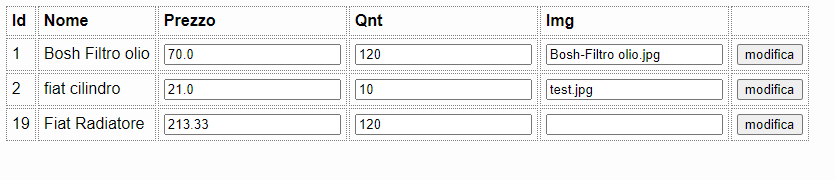 Id Nome Prezzo Qnt Img
1 Bosh Filtro olio 70.0 120 Bosh-Filtro olio.jpg modifica
2 fiat cilindro 21.0 10 test.jpg modifica
19 Fiat Radiatore 213.33 120 modifica